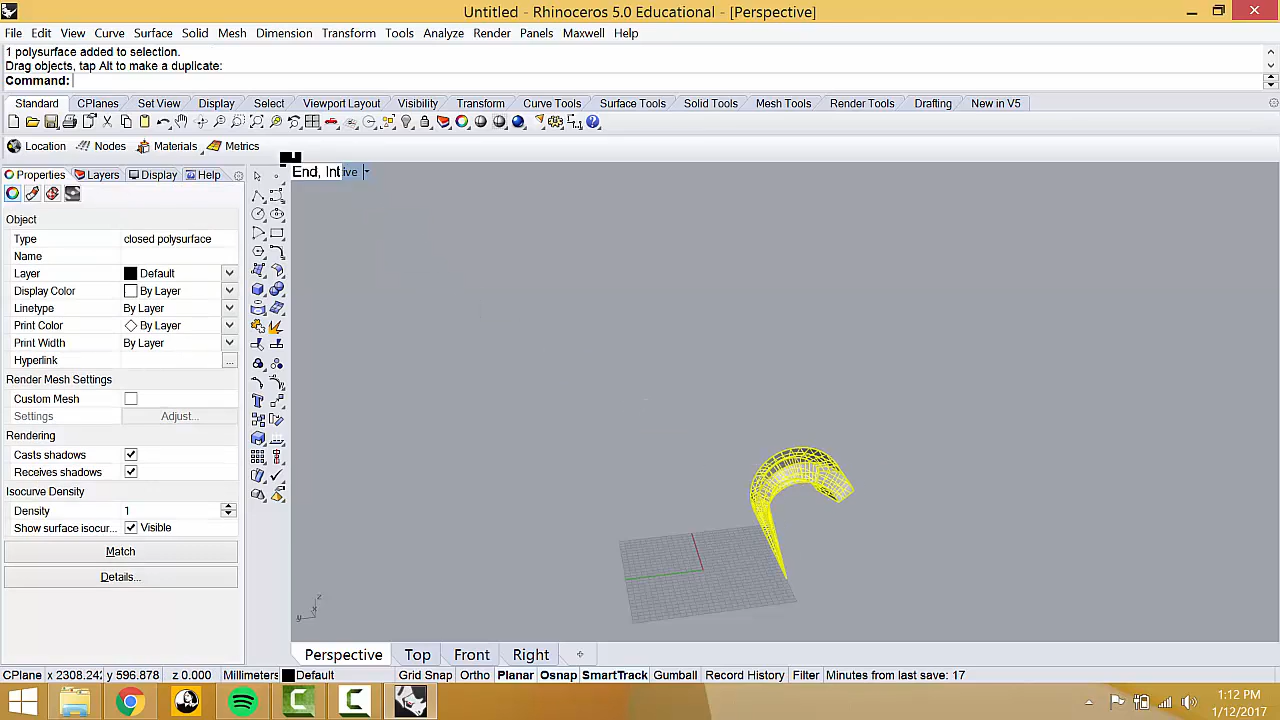 Untitled - Rhinoceros 5.0 Educational - [Perspective]
File Edit View Curve Surface Solid Mesh Dimension Transform Tools Analyze Render Panels Maxwell Help
1 polysurface added to selection.
Drag objects, tap Alt to make a duplicate:
Command:
Standard CPlanes Set View Display Select Viewport Layout Visibility Transform Curve Tools Surface Tools Solid Tools Mesh Tools Render Tools Drafting New in V5
Location Nodes Materials Metrics
Properties Layers Display Help
End, Int ive
Object
Type closed polysurface
Name
Layer Default
Display Color By Layer
Linetype By Layer
Print Color By Layer
Print Width By Layer
Hyperlink ...
Render Mesh Settings
Custom Mesh
Settings Adjust...
Rendering
Casts shadows
Receives shadows
Isocurve Density
Density 1
Show surface isocur... Visible
Match
Details...
z
x
y
Perspective Top Front Right
CPlane x 2308.242 y 596.878 z 0.000 Millimeters Default Grid Snap Ortho Planar Osnap SmartTrack Gumball Record History Filter Minutes from last save: 17
1:12 PM
1/12/2017